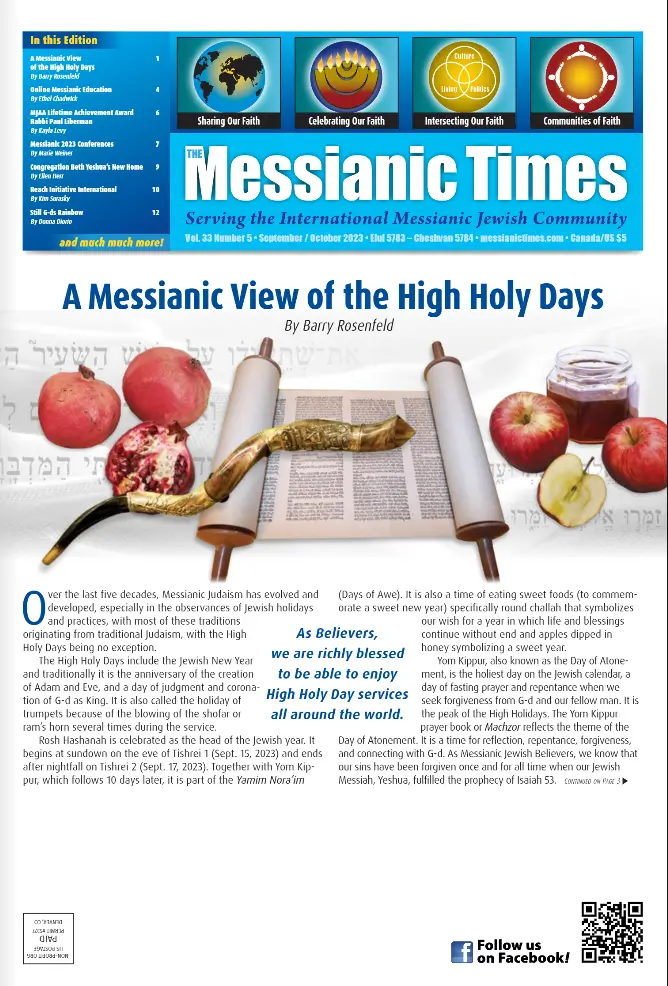 In this Edition
A Messianic View 1
of the High Holy Days
By Barry Rosenfeld
Online Messianic Education 4
By Ethel Chadwick
MJAA Lifetime Achievement Award 6
Rabbi Paul Liberman
By Kayla Levy
Messianic 2023 Conferences 7
By Marie Weiner
Congregation Beth Yeshua's New Home 9
By Ellen Herr
Reach Initiative International 10
By Kim Sorasky
Still G-ds Rainbow 12
By Donna Diorio
and much much more!
Sharing Our Faith
Celebrating Our Faith
Culture
Living Politics
Intersecting Our Faith
Communities of Faith
THE Messianic Times
Serving the International Messianic Jewish Community
Vol. 33 Number 5 • September / October 2023 • Elul 5783 – Cheshvan 5784 • messianictimes.com • Canada/US $5
A Messianic View of the High Holy Days
By Barry Rosenfeld
Over the last five decades, Messianic Judaism has evolved and
developed, especially in the observances of Jewish holidays
and practices, with most of these traditions
originating from traditional Judaism, with the High
Holy Days being no exception.
The High Holy Days include the Jewish New Year
and traditionally it is the anniversary of the creation
of Adam and Eve, and a day of judgment and corona-
tion of G-d as King. It is also called the holiday of
trumpets because of the blowing of the shofar or
ram's horn several times during the service.
Rosh Hashanah is celebrated as the head of the Jewish year. It
begins at sundown on the eve of Tishrei 1 (Sept. 15, 2023) and ends
after nightfall on Tishrei 2 (Sept. 17, 2023). Together with Yom Kip-
pur, which follows 10 days later, it is part of the Yamim Nora'im
As Believers,
we are richly blessed
to be able to enjoy
High Holy Day services
all around the world.
(Days of Awe). It is also a time of eating sweet foods (to commem-
orate a sweet new year) specifically round challah that symbolizes
our wish for a year in which life and blessings
continue without end and apples dipped in
honey symbolizing a sweet year.
Yom Kippur, also known as the Day of Atone-
ment, is the holiest day on the Jewish calendar, a
day of fasting prayer and repentance when we
seek forgiveness from G-d and our fellow man. It is
the peak of the High Holidays. The Yom Kippur
prayer book or Machzor reflects the theme of the
Day of Atonement. It is a time for reflection, repentance, forgiveness,
and connecting with G-d. As Messianic Jewish Believers, we know that
our sins have been forgiven once and for all time when our Jewish
Messiah, Yeshua, fulfilled the prophecy of Isaiah 53. CONTINUED ON PAGE 3
NON-PROFIT ORG
US POSTAGE
PAID
DENVER, CO
Follow us
on Facebook!